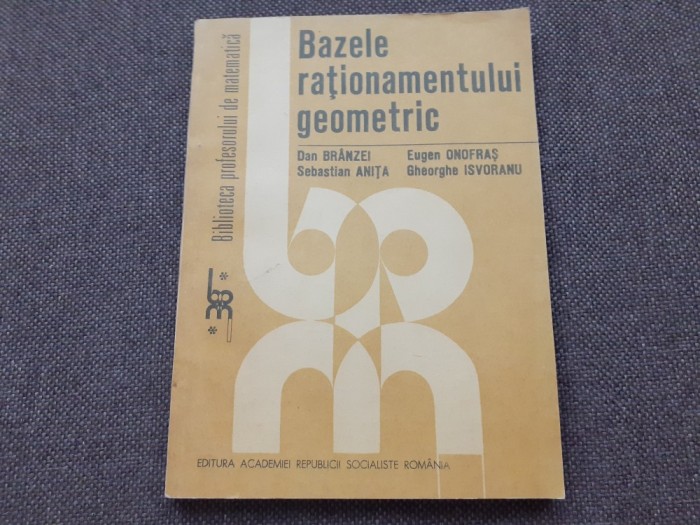 Biblioteca profesorului de matematică
Bazele
raţionamentului
geometric
Dan BRÂNZEI Eugen ONOFRAŞ
Sebastian ANIŢA Gheorghe ISVORANU
EDITURA ACADEMIEI REPUBLICII SOCIALISTE ROMÂNIA